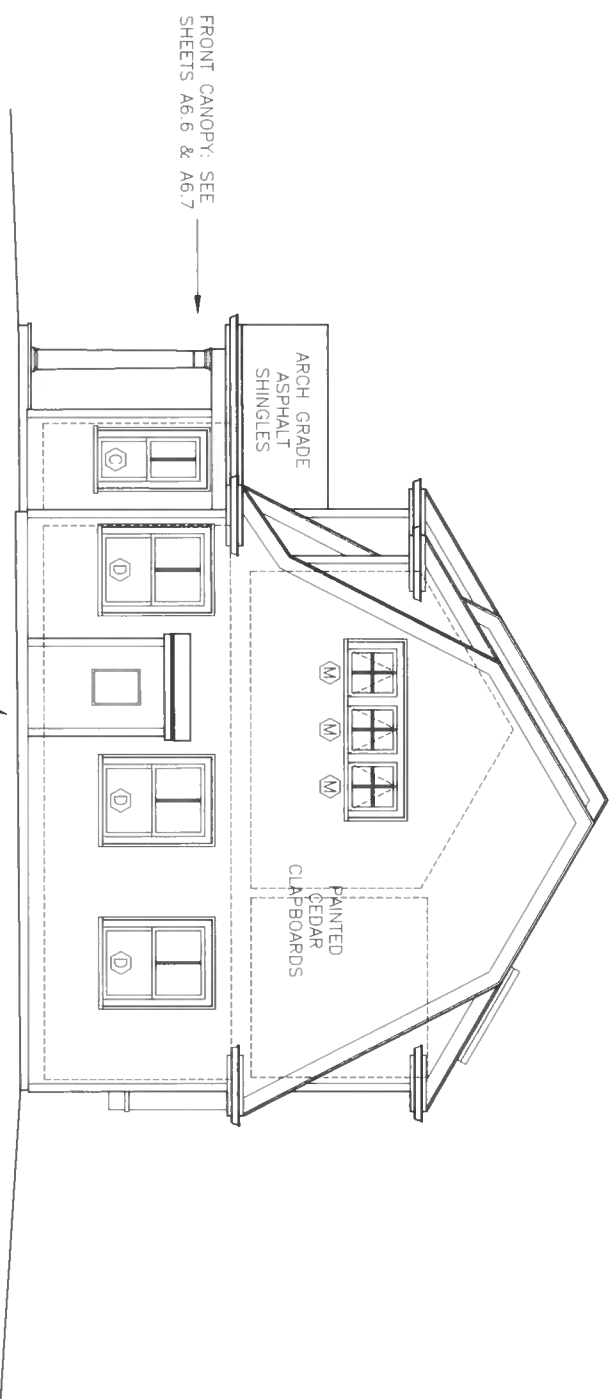 FRONT CANOPY: SEE
SHEETS A6.6 & A6.7
ARCH GRADE
ASPHALT
SHINGLES
PAINTED
CEDAR
CLAPBOARDS
M
M
M
C
D
D
D